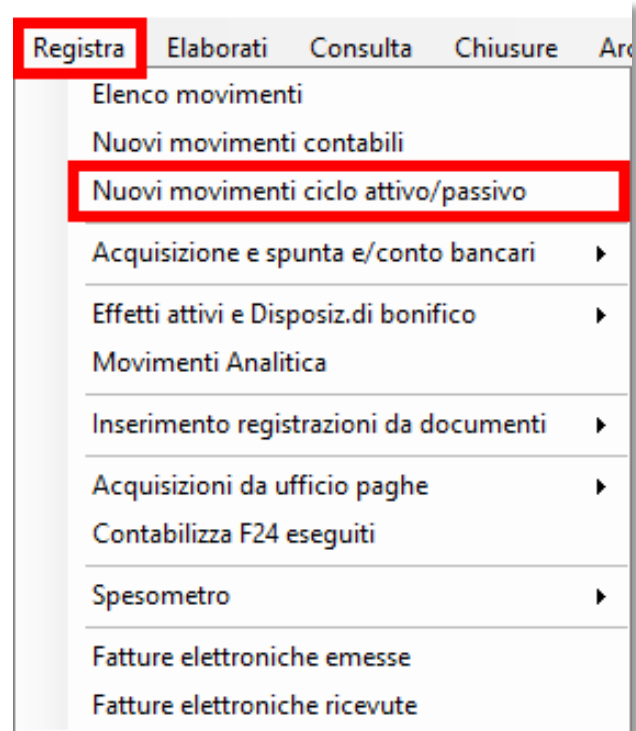 Registra Elaborati Consulta Chiusure Arc
Elenco movimenti
Nuovi movimenti contabili
Nuovi movimenti ciclo attivo/passivo
Acquisizione e spunta e/conto bancari
Effetti attivi e Disposiz.di bonifico
Movimenti Analitica
Inserimento registrazioni da documenti
Acquisizioni da ufficio paghe
Contabilizza F24 eseguiti
Spesometro
Fatture elettroniche emesse
Fatture elettroniche ricevute